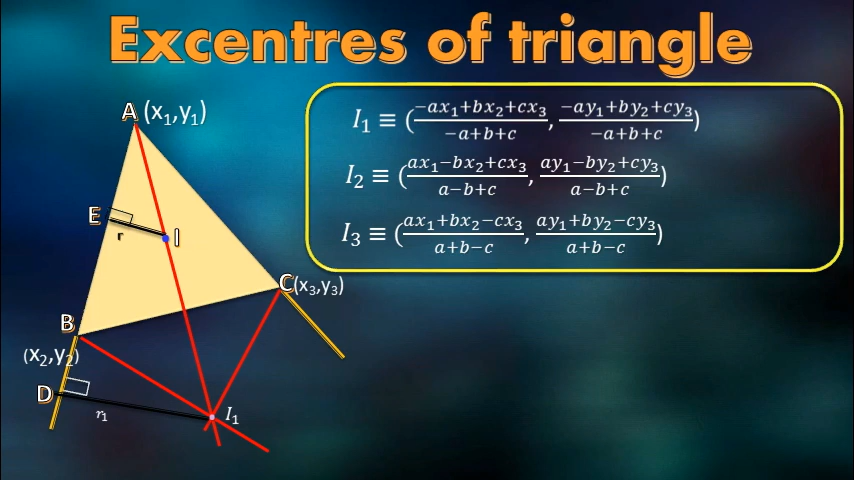 Excentres of triangle
A (x₁,y₁)
I₁ ≡ (−ax₁+bx₂+cx₃/−a+b+c, −ay₁+by₂+cy₃/−a+b+c)
I₂ ≡ (ax₁−bx₂+cx₃/a−b+c, ay₁−by₂+cy₃/a−b+c)
I₃ ≡ (ax₁+bx₂−cx₃/a+b−c, ay₁+by₂−cy₃/a+b−c)
E
r
I
C(x₃,y₃)
B
(x₂,y₂)
D
r₁
I₁